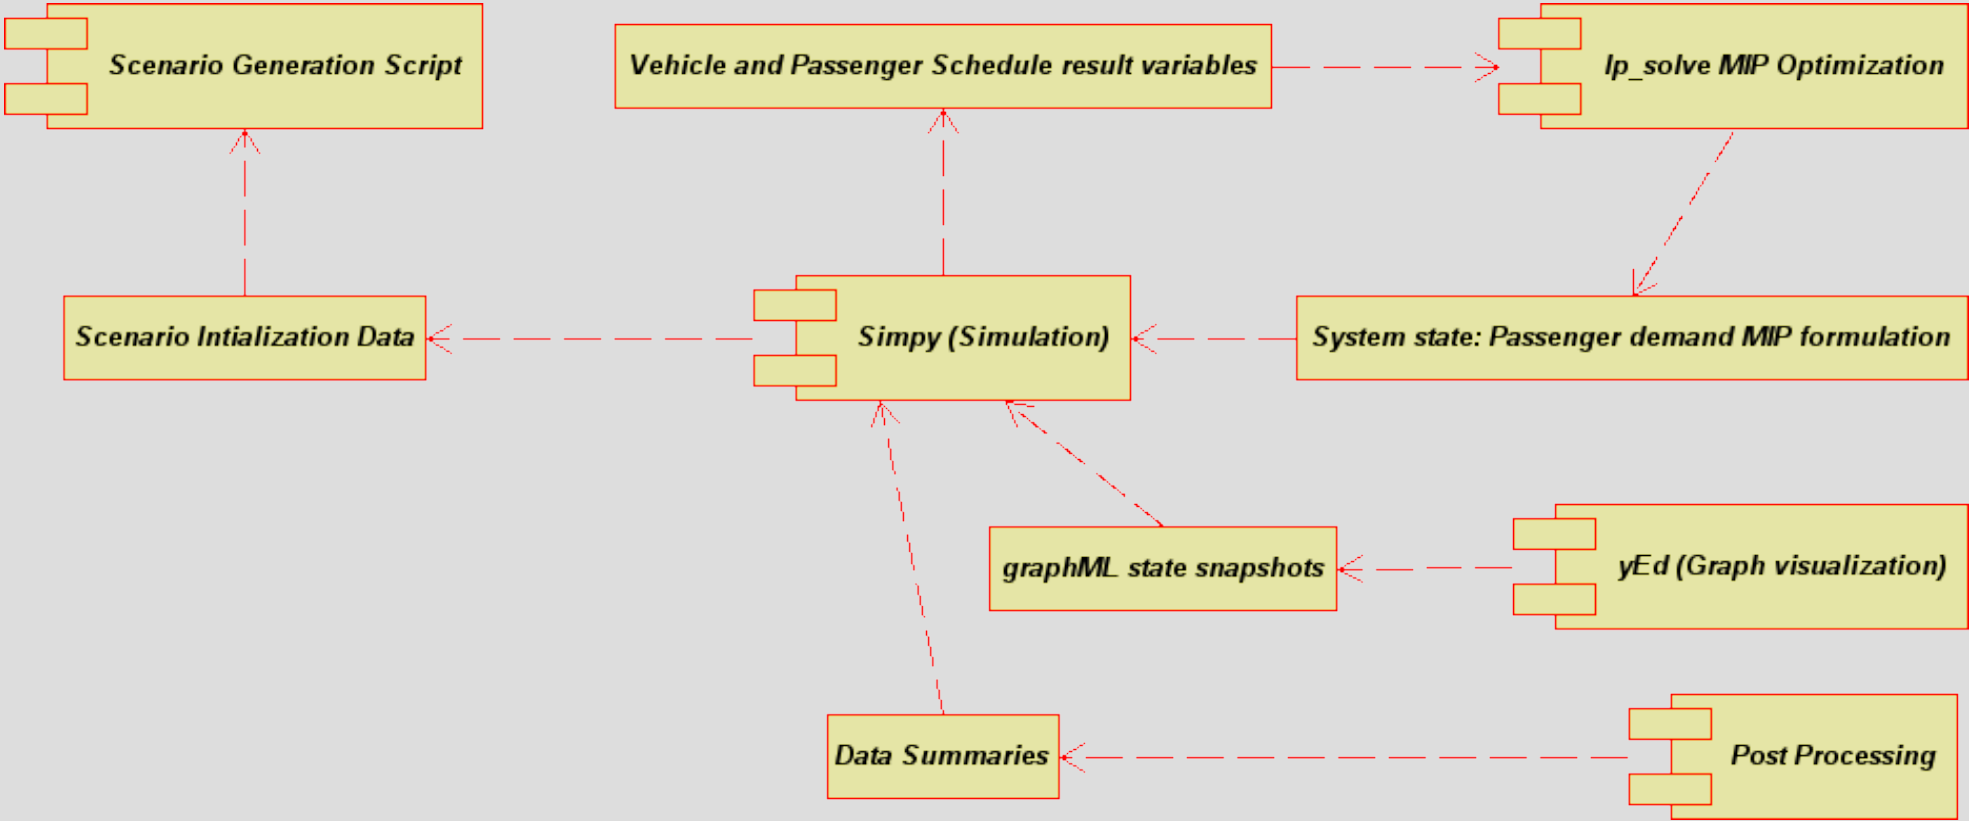 Scenario Generation Script
Vehicle and Passenger Schedule result variables
lp_solve MIP Optimization
Scenario Intialization Data
Simpy (Simulation)
System state: Passenger demand MIP formulation
graphML state snapshots
yEd (Graph visualization)
Data Summaries
Post Processing